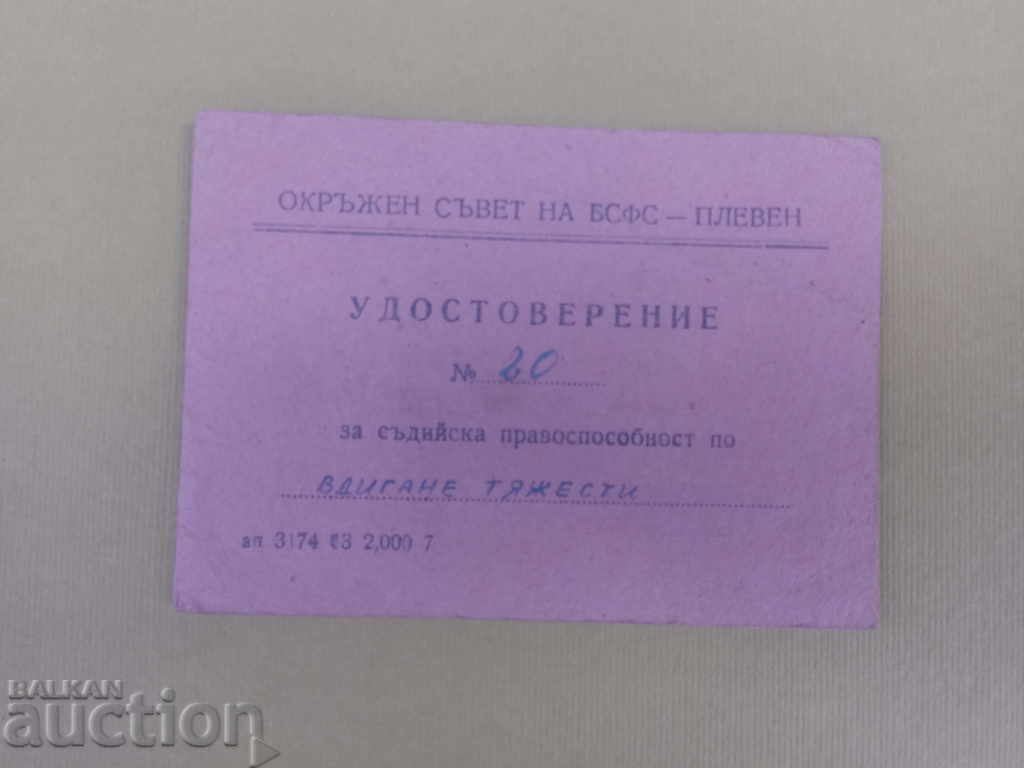 ОКРЪЖЕН СЪВЕТ НА БСФС — ПЛЕВЕН
УДОСТОВЕРЕНИЕ
№ 20
за съдийска правоспособност по
ВДИГАНЕ ТЯЖЕСТИ
ап 3174 83 2,000 7
BALKAN
auction